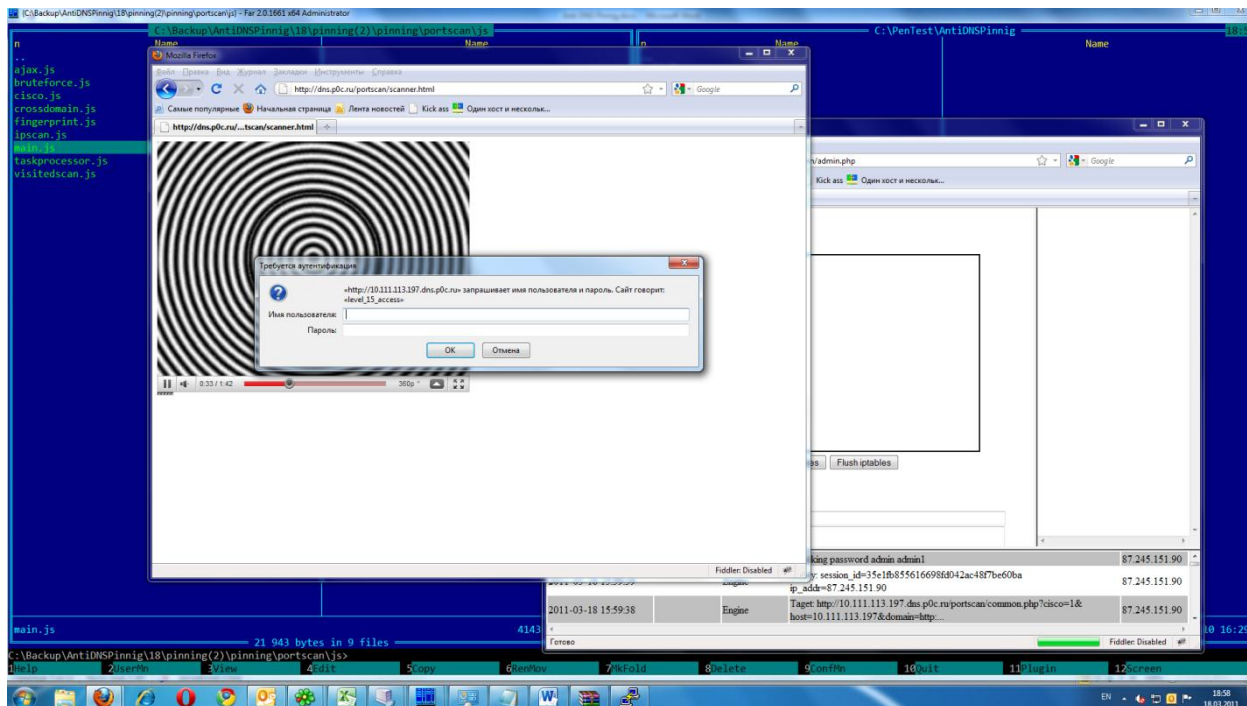 {C:\Backup\AntiDNSPinnig\18\pinning(2)\pinning\portscan\js} - Far 2.0.1661 x64 Administrator
C:\Backup\AntiDNSPinnig\18\pinning(2)\pinning\portscan\js
C:\PenTest\AntiDNSPinnig
n Name Name n Name Name
..
ajax.js
bruteforce.js
cisco.js
crossdomain.js
fingerprint.js
ipscan.js
main.js
taskprocessor.js
visitedscan.js
Mozilla Firefox
Файл Правка Вид Журнал Закладки Инструменты Справка
http://dns.p0c.ru/portscan/scanner.html
Google
Самые популярные Начальная страница Лента новостей Kick ass Один хост и нескольк...
http://dns.p0c.ru/...tscan/scanner.html
n/admin.php
Google
Kick ass Один хост и нескольк...
Требуется аутентификация
«http://10.111.113.197.dns.p0c.ru» запрашивает имя пользователя и пароль. Сайт говорит:
«level_15_access»
Имя пользователя:
Пароль:
OK Отмена
0:33 / 1:42 360p
Flush iptables
Fiddler: Disabled
king password admin admin1 87.245.151.90
y: session_id=35e1fb855616698fd042ac48f7be60ba
ip_addr=87.245.151.90
87.245.151.90
2011-03-18 15:59:38 Engine Taget: http://10.111.113.197.dns.p0c.ru/portscan/common.php?cisco=1&
host=10.111.113.197&domain=http:...
87.245.151.90
Готово Fiddler: Disabled
main.js 4143
21 943 bytes in 9 files
C:\Backup\AntiDNSPinnig\18\pinning(2)\pinning\portscan\js>
1Help 2UserMn 3View 4Edit 5Copy 6RenMov 7MkFold 8Delete 9ConfMn 10Quit 11Plugin 12Screen
EN 18:58
18.03.2011